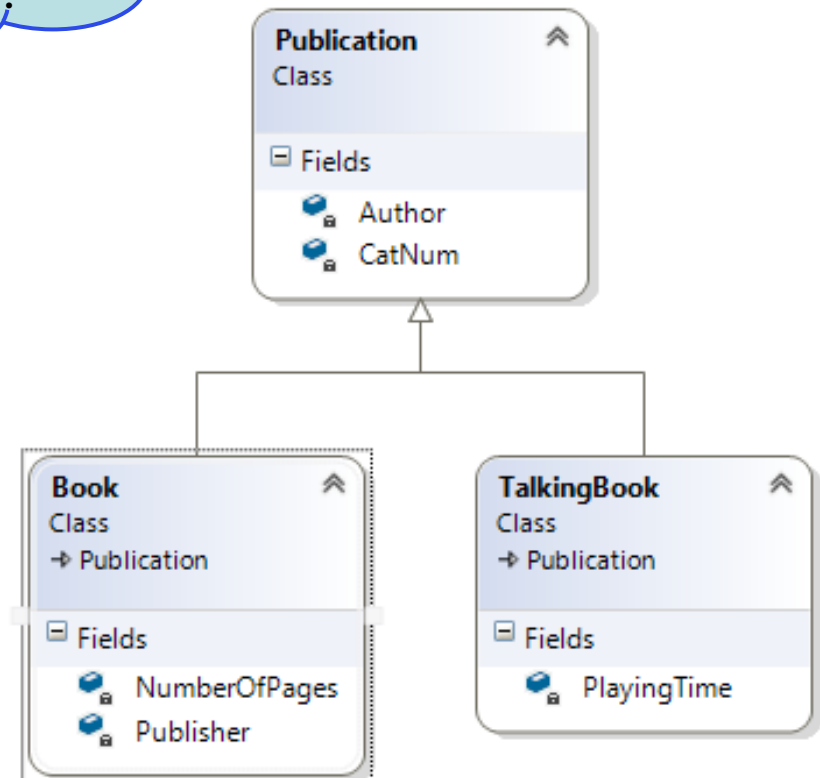 Publication
Class
Fields
Author
CatNum
Book
Class
Publication
Fields
NumberOfPages
Publisher
TalkingBook
Class
Publication
Fields
PlayingTime